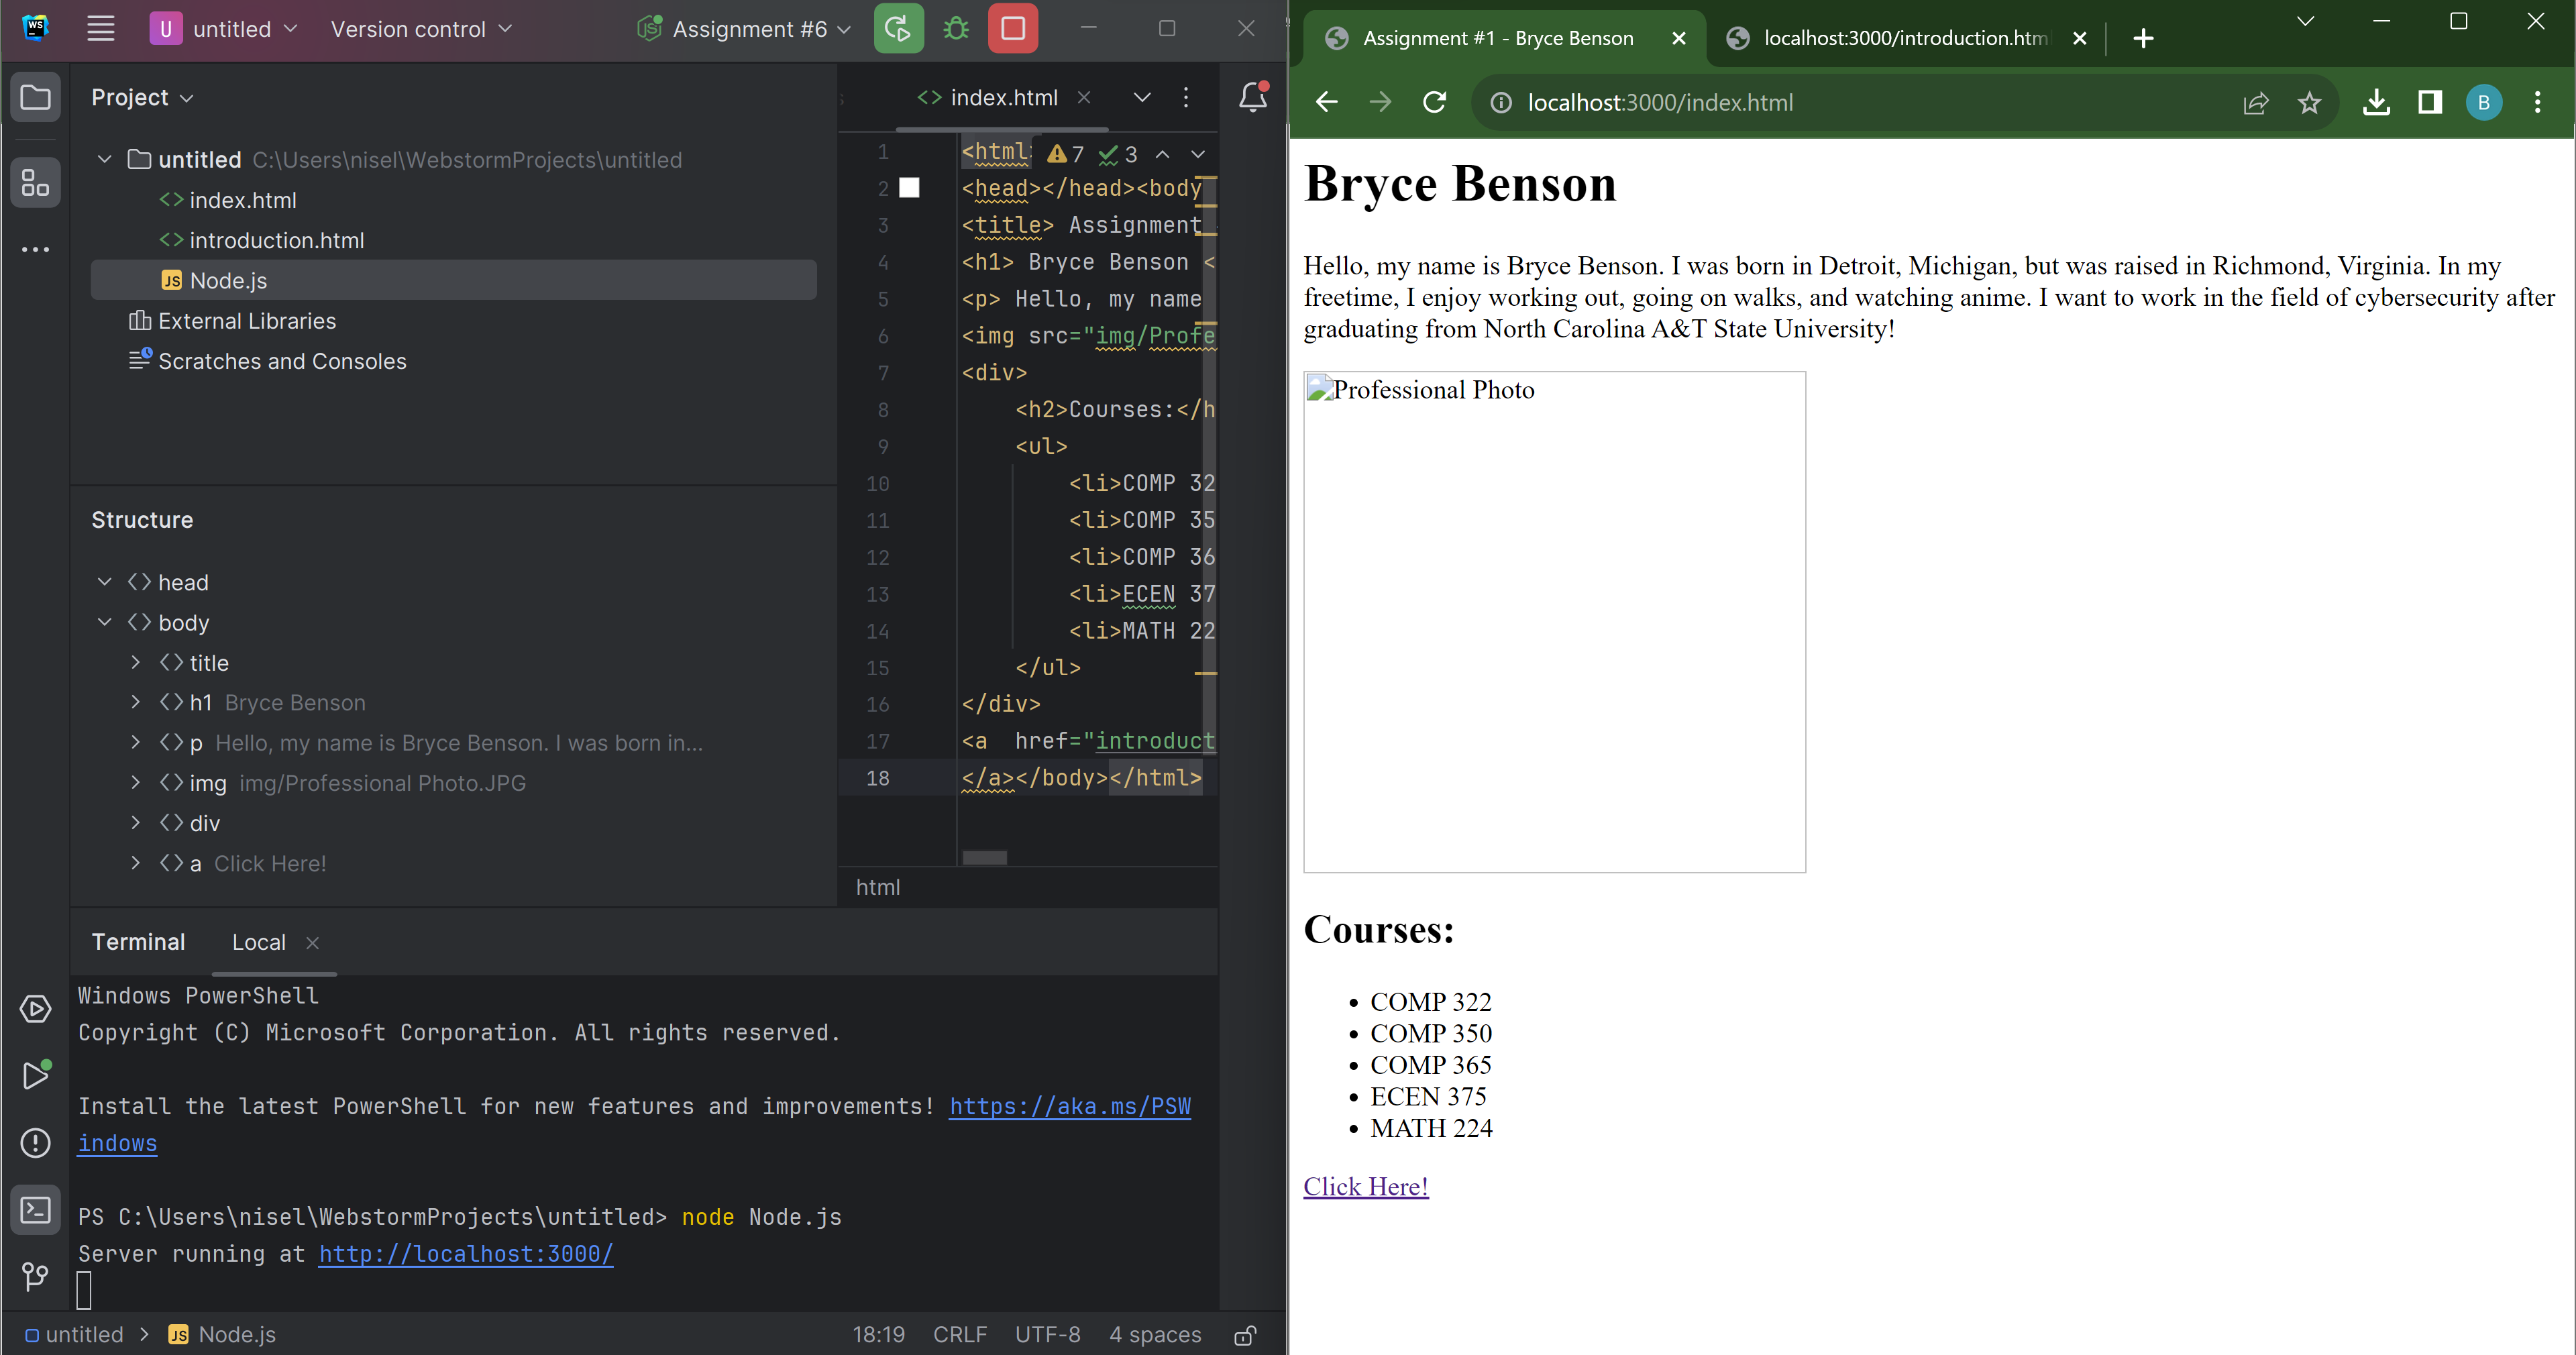 WS
U untitled
Version control
Assignment #6
Project
untitled C:\Users\nisel\WebstormProjects\untitled
<> index.html
<> introduction.html
JS Node.js
External Libraries
Scratches and Consoles
Structure
<> head
<> body
<> title
<> h1 Bryce Benson
<> p Hello, my name is Bryce Benson. I was born in...
<> img img/Professional Photo.JPG
<> div
<> a Click Here!
<> index.html
7 3
1 <html
2 <head></head><body
3 <title> Assignment
4 <h1> Bryce Benson <
5 <p> Hello, my name
6 <img src="img/Profe
7 <div>
8 <h2>Courses:</h
9 <ul>
10 <li>COMP 32
11 <li>COMP 35
12 <li>COMP 36
13 <li>ECEN 37
14 <li>MATH 22
15 </ul>
16 </div>
17 <a href="introduct
18 </a></body></html>
html
Terminal
Local
Windows PowerShell
Copyright (C) Microsoft Corporation. All rights reserved.
Install the latest PowerShell for new features and improvements! https://aka.ms/PSW
indows
PS C:\Users\nisel\WebstormProjects\untitled> node Node.js
Server running at http://localhost:3000/
untitled > JS Node.js
18:19 CRLF UTF-8 4 spaces
Assignment #1 - Bryce Benson
localhost:3000/introduction.htm
localhost:3000/index.html
B
Bryce Benson
Hello, my name is Bryce Benson. I was born in Detroit, Michigan, but was raised in Richmond, Virginia. In my
freetime, I enjoy working out, going on walks, and watching anime. I want to work in the field of cybersecurity after
graduating from North Carolina A&T State University!
Professional Photo
Courses:
• COMP 322
• COMP 350
• COMP 365
• ECEN 375
• MATH 224
Click Here!